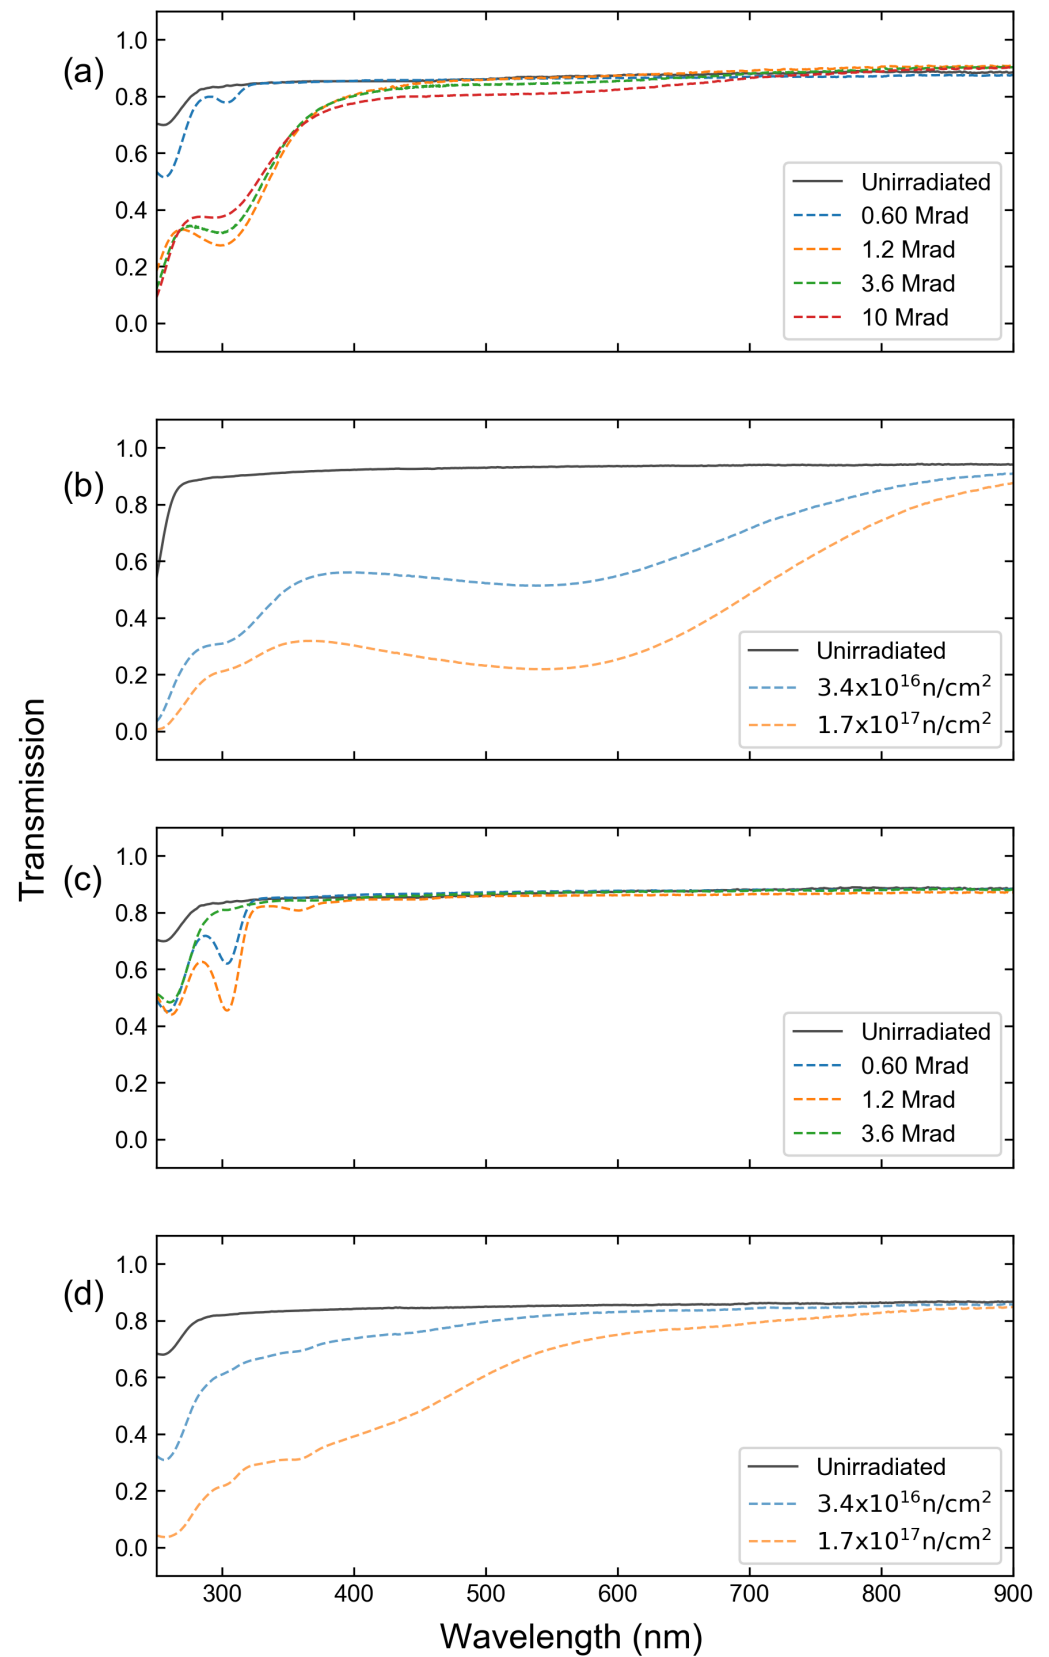 (a)
1.0
0.8
0.6
0.4
0.2
0.0
Unirradiated
0.60 Mrad
1.2 Mrad
3.6 Mrad
10 Mrad
(b)
1.0
0.8
0.6
0.4
0.2
0.0
Unirradiated
3.4x10¹⁶n/cm²
1.7x10¹⁷n/cm²
Transmission
(c)
1.0
0.8
0.6
0.4
0.2
0.0
Unirradiated
0.60 Mrad
1.2 Mrad
3.6 Mrad
(d)
1.0
0.8
0.6
0.4
0.2
0.0
Unirradiated
3.4x10¹⁶n/cm²
1.7x10¹⁷n/cm²
300 400 500 600 700 800 900
Wavelength (nm)